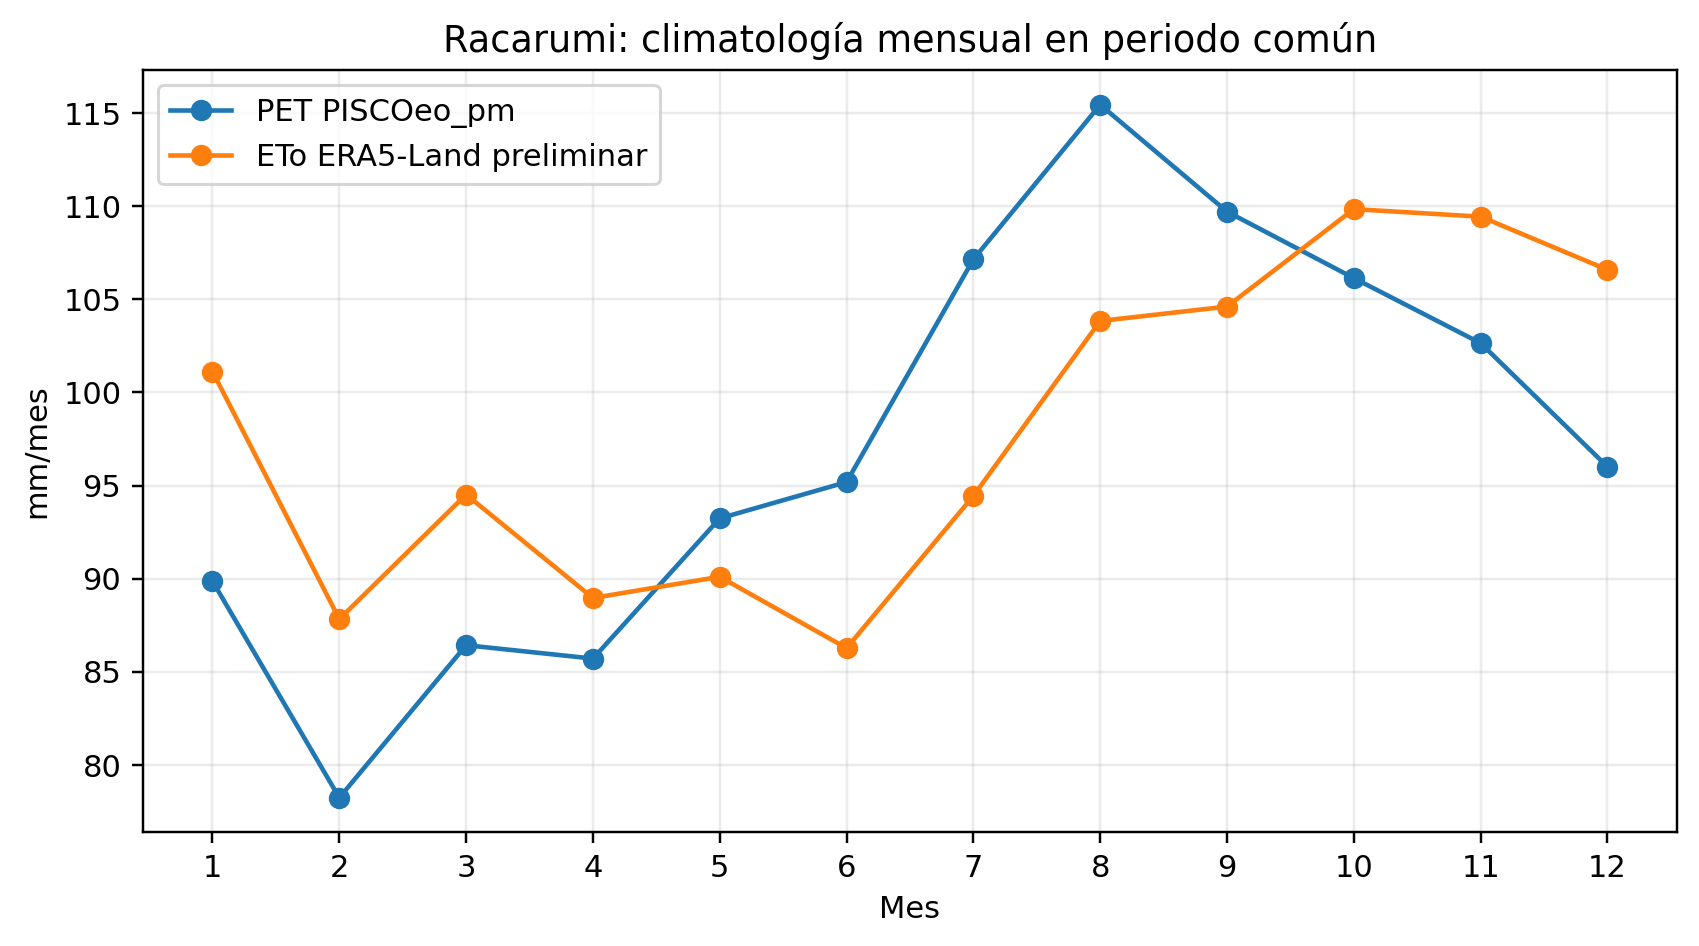 Racarumi: climatología mensual en periodo común
PET PISCOeo_pm
ETo ERA5-Land preliminar
115
110
105
100
95
90
85
80
mm/mes
1 2 3 4 5 6 7 8 9 10 11 12
Mes